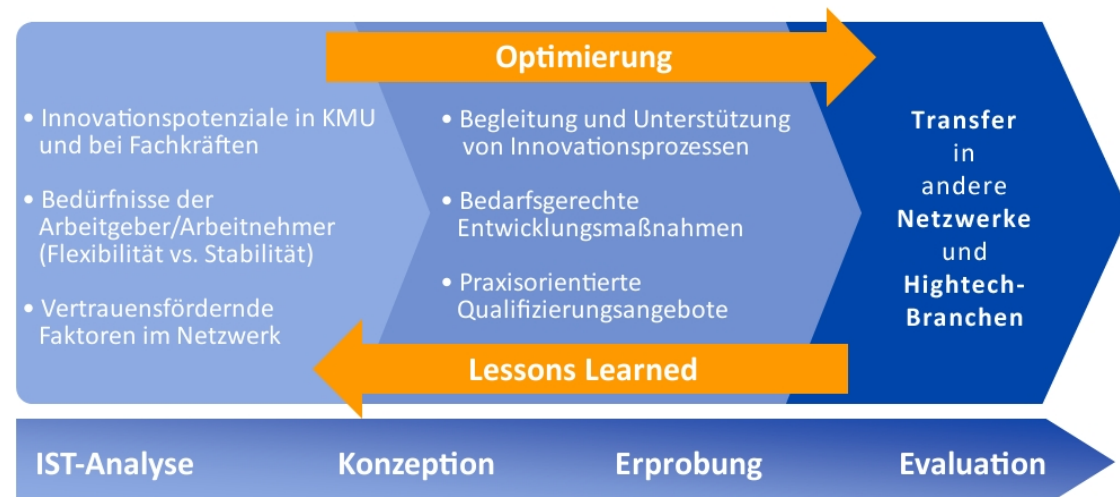 Optimierung
• Innovationspotenziale in KMU
und bei Fachkräften
• Bedürfnisse der
Arbeitgeber/Arbeitnehmer
(Flexibilität vs. Stabilität)
• Vertrauensfördernde
Faktoren im Netzwerk
• Begleitung und Unterstützung
von Innovationsprozessen
• Bedarfsgerechte
Entwicklungsmaßnahmen
• Praxisorientierte
Qualifizierungsangebote
Transfer
in
andere
Netzwerke
und
Hightech-
Branchen
Lessons Learned
IST-Analyse
Konzeption
Erprobung
Evaluation